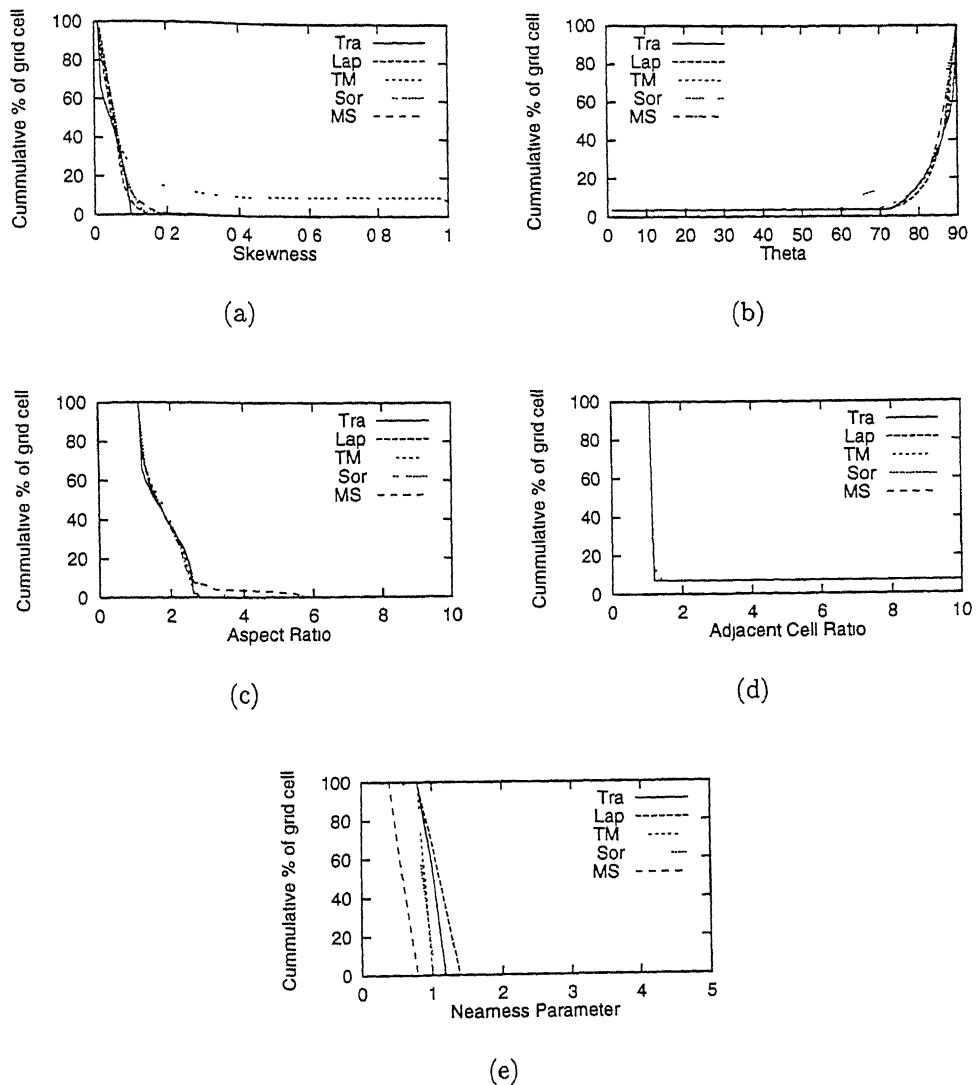 Cummulative % of grid cell
100
80
60
40
20
0
Tra
Lap
TM
Sor
MS
0 0 2 0 4 0 6 0 8 1
Skewness
(a)
Cummulative % of grid cell
100
80
60
40
20
0
Tra
Lap
TM
Sor
MS
0 10 20 30 40 50 60 70 80 90
Theta
(b)
Cummulative % of grid cell
100
80
60
40
20
0
Tra
Lap
TM
Sor
MS
0 2 4 6 8 10
Aspect Ratio
(c)
Cummulative % of grid cell
100
80
60
40
20
0
Tra
Lap
TM
Sor
MS
0 2 4 6 8 10
Adjacent Cell Ratio
(d)
Cummulative % of grid cell
100
80
60
40
20
0
Tra
Lap
TM
Sor
MS
0 1 2 3 4 5
Nearness Parameter
(e)